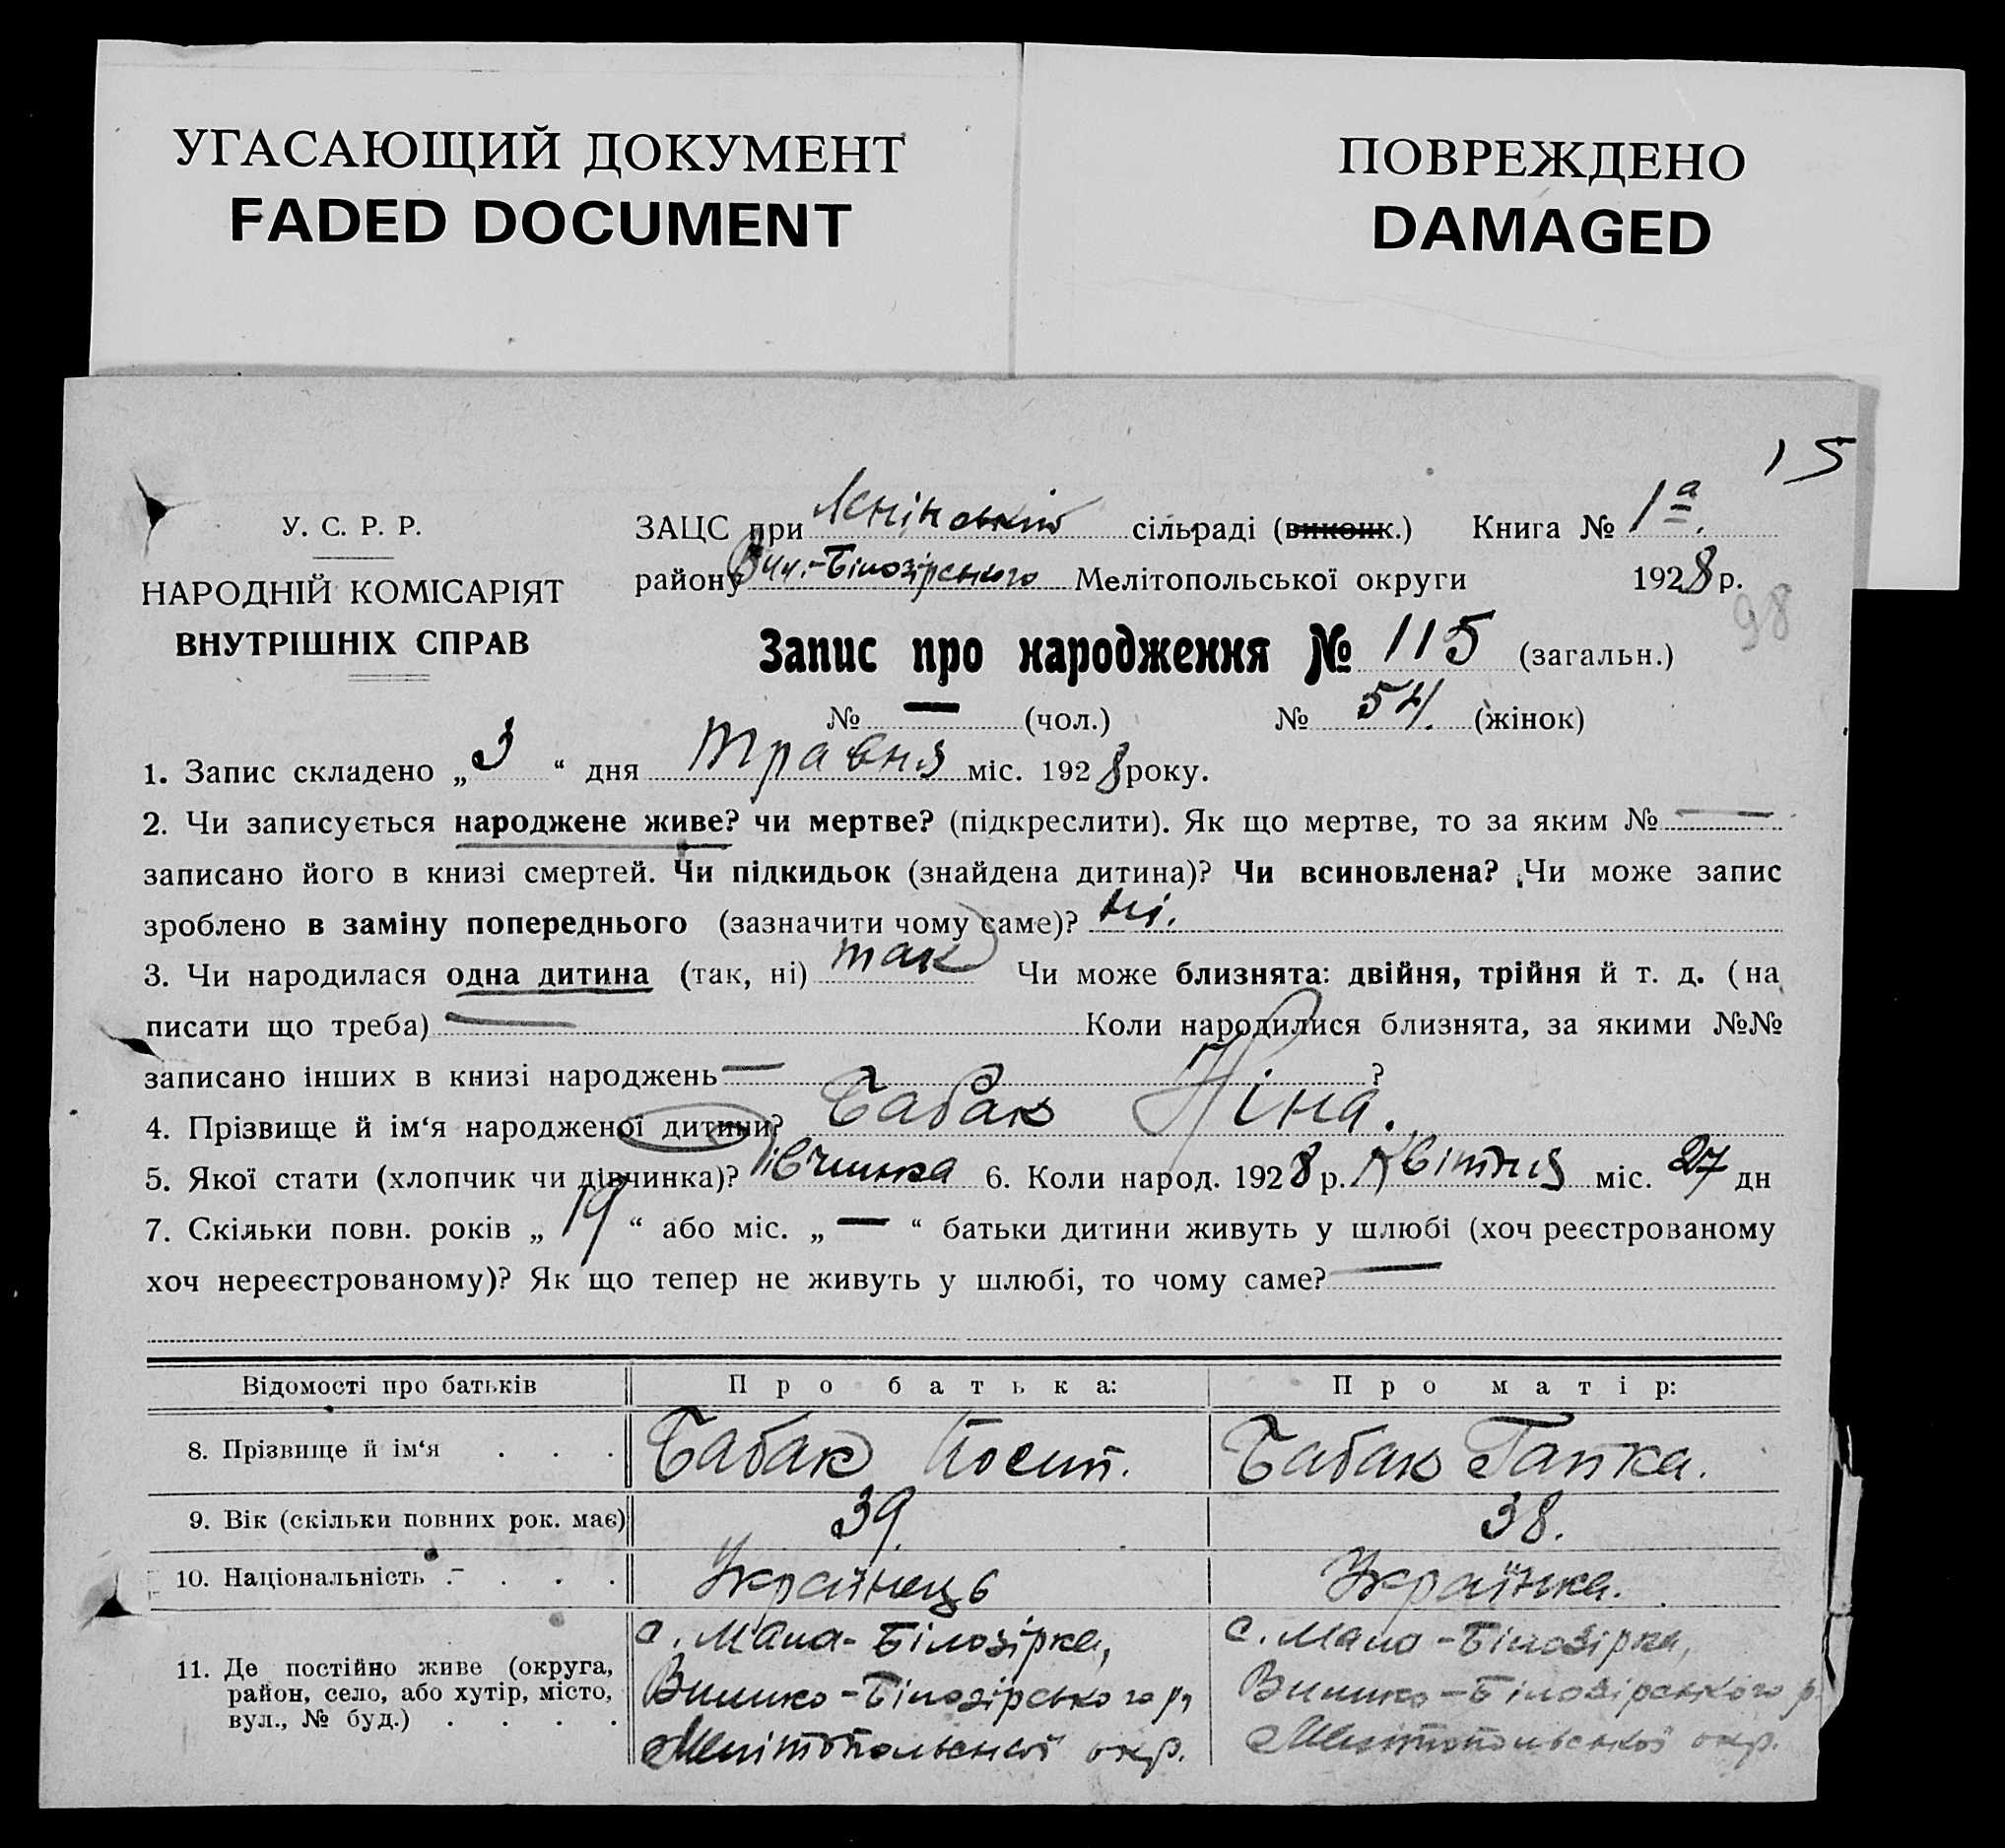 УГАСАЮЩИЙ ДОКУМЕНТ
FADED DOCUMENT
ПОВРЕЖДЕНО
DAMAGED
15
У. С. Р. Р.
НАРОДНІЙ КОМІСАРІЯТ
ВНУТРІШНІХ СПРАВ
ЗАЦС при Ленінській сільраді (виконк.) Книга № 1а.
району Вел.-Білозірського Мелітопольської округи 1928 р.
98
Запис про народження № 115 (загальн.)
№ — (чол.) № 54. (жінок)
1. Запис складено „3“ дня травня міс. 1928 року.
2. Чи записується народжене живе? чи мертве? (підкреслити). Як що мертве, то за яким № —
записано його в книзі смертей. Чи підкидьок (знайдена дитина)? Чи всиновлена? Чи може запис
зроблено в заміну попереднього (зазначити чому саме)? ні.
3. Чи народилася одна дитина (так, ні) так Чи може близнята: двійня, трійня й т. д. (на
писати що треба) — Коли народилися близнята, за якими №№
записано інших в книзі народжень — ?
4. Прізвище й ім‘я народженої дитини? Бабак Ніна.
5. Якої стати (хлопчик чи дівчинка)? Дівчинка 6. Коли народ. 1928 р. Квітня міс. 27 дн
7. Скільки повн. років „19“ або міс. „—“ батьки дитини живуть у шлюбі (хоч реєстрованому
хоч нереєстрованому)? Як що тепер не живуть у шлюбі, то чому саме? —
Відомості про батьків Про батька: Про матір:
8. Прізвище й ім‘я . . . Бабак Йосип. Бабак Гапка.
9. Вік (скільки повних рок. має) 39. 38.
10. Національність . . . . Українець Українка.
11. Де постійно живе (округа,
район, село, або хутір, місто,
вул., № буд.) . . . .
с. Мала-Білозірка,
Велико-Білозірського р,
Мелітопольської окр.
с. Мало-Білозірка,
Велико-Білозірського р.
Мелітопольської окр.